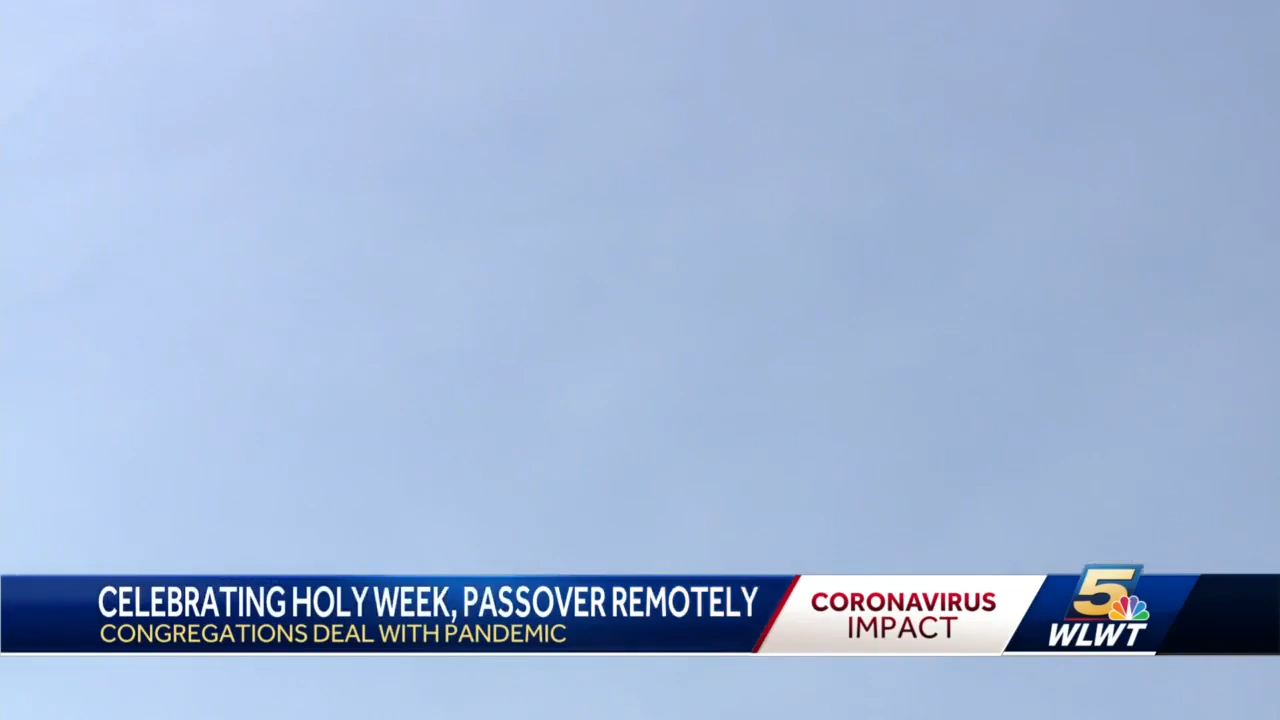 CELEBRATING HOLY WEEK, PASSOVER REMOTELY
CONGREGATIONS DEAL WITH PANDEMIC
CORONAVIRUS
IMPACT
5
WLWT